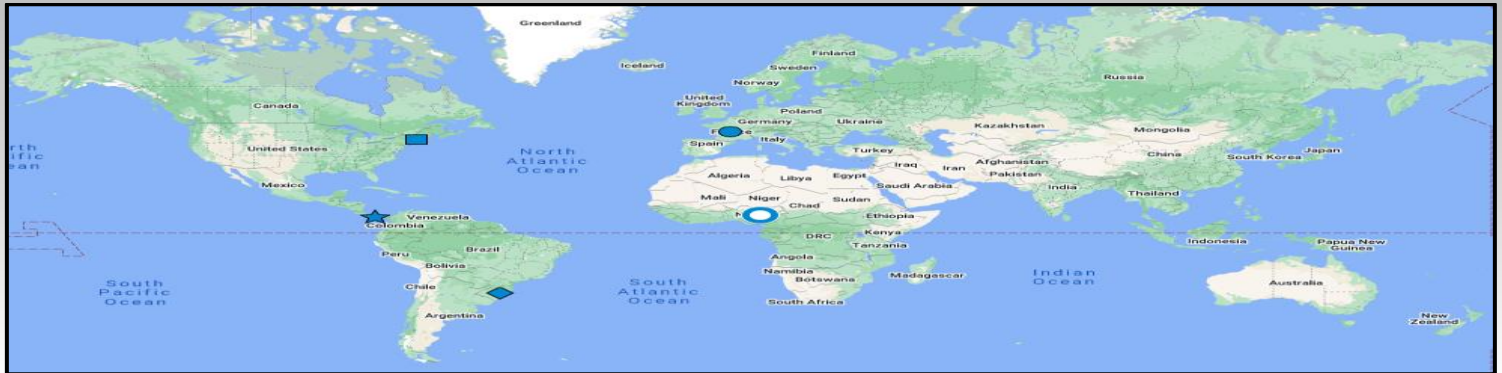 Greenland
Iceland
Finland
Sweden
Norway
Russia
Canada
United
Kingdom
Poland
Germany
Ukraine
Kazakhstan
Mongolia
Italy
Spain
Turkey
United States
North
Atlantic
Ocean
Japan
South Korea
China
Afghanistan
Iraq
Iran
Pakistan
Algeria
Libya
Egypt
Saudi Arabia
India
Thailand
Mexico
Mali
Niger
Chad
Sudan
Ethiopia
Venezuela
Colombia
Kenya
DRC
Tanzania
Indonesia
Papua New
Guinea
Brazil
Peru
Bolivia
Angola
Namibia
Botswana
Madagascar
South
Pacific
Ocean
Chile
South
Atlantic
Ocean
Indian
Ocean
Australia
South Africa
Argentina
New
Zealand